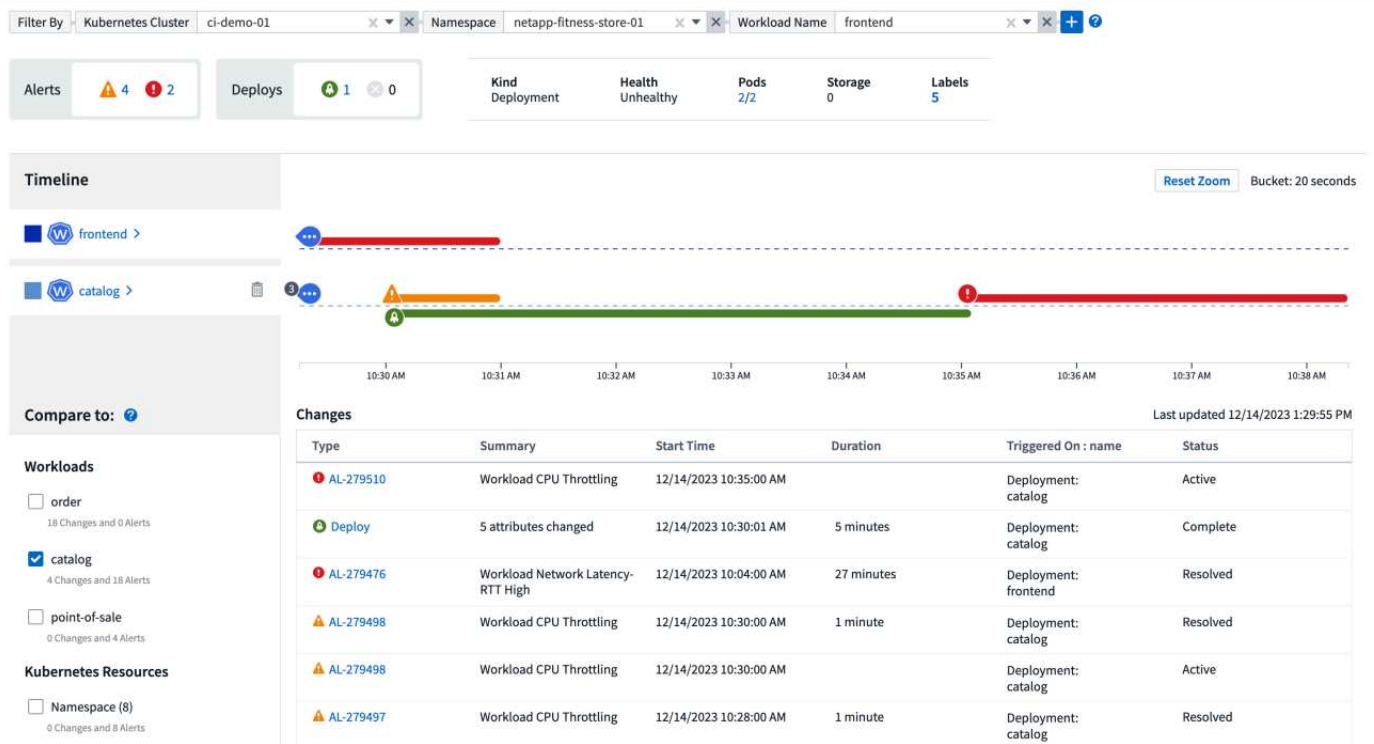 Filter By Kubernetes Cluster ci-demo-01 Namespace netapp-fitness-store-01 Workload Name frontend + ?
Alerts 4 2 Deploys 1 0
Kind Health Pods Storage Labels
Deployment Unhealthy 2/2 0 5
Timeline
Reset Zoom Bucket: 20 seconds
W frontend >
W catalog > 3
10:30 AM 10:31 AM 10:32 AM 10:33 AM 10:34 AM 10:35 AM 10:36 AM 10:37 AM 10:38 AM
Compare to: ?
Workloads
order
18 Changes and 0 Alerts
catalog
4 Changes and 18 Alerts
point-of-sale
0 Changes and 4 Alerts
Kubernetes Resources
Namespace (8)
0 Changes and 8 Alerts
Changes Last updated 12/14/2023 1:29:55 PM
Type Summary Start Time Duration Triggered On : name Status
AL-279510 Workload CPU Throttling 12/14/2023 10:35:00 AM Deployment: Active
catalog
Deploy 5 attributes changed 12/14/2023 10:30:01 AM 5 minutes Deployment: Complete
catalog
AL-279476 Workload Network Latency- 12/14/2023 10:04:00 AM 27 minutes Deployment: Resolved
RTT High frontend
AL-279498 Workload CPU Throttling 12/14/2023 10:30:00 AM 1 minute Deployment: Resolved
catalog
AL-279498 Workload CPU Throttling 12/14/2023 10:30:00 AM Deployment: Active
catalog
AL-279497 Workload CPU Throttling 12/14/2023 10:28:00 AM 1 minute Deployment: Resolved
catalog